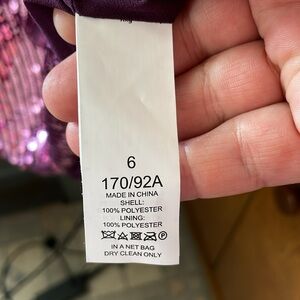 6
170/92A
MADE IN CHINA
SHELL:
100% POLYESTER
LINING:
100% POLYESTER
IN A NET BAG
DRY CLEAN ONLY